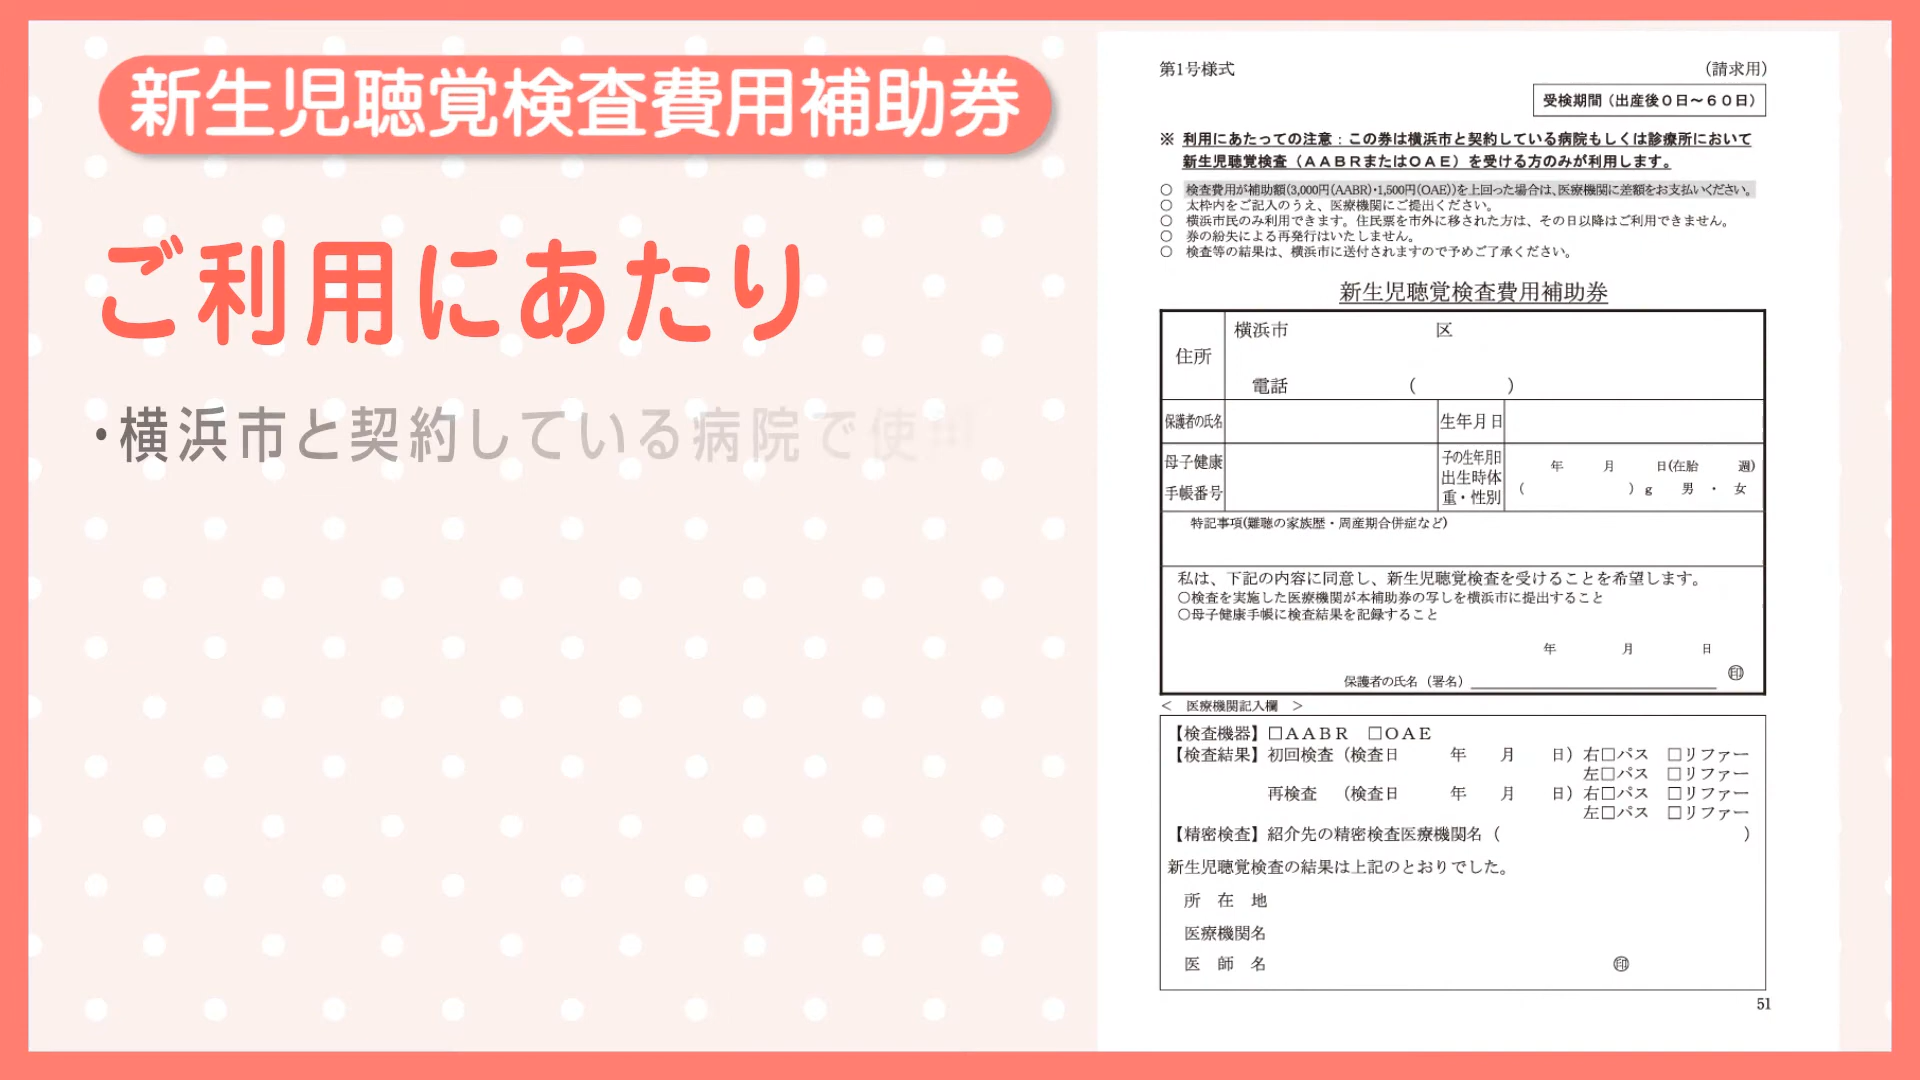 新生児聴覚検査費用補助券
ご利用にあたり
・横浜市と契約している病院で使用
第1号様式
（請求用）
受検期間（出産後０日～６０日）
※ 利用にあたっての注意：この券は横浜市と契約している病院もしくは診療所において
新生児聴覚検査（ＡＡＢＲまたはＯＡＥ）を受ける方のみが利用します。
○ 検査費用が補助額(3,000円(AABR)・1,500円(OAE))を上回った場合は、医療機関に差額をお支払いください。
○ 太枠内をご記入のうえ、医療機関にご提出ください。
○ 横浜市民のみ利用できます。住民票を市外に移された方は、その日以降はご利用できません。
○ 券の紛失による再発行はいたしません。
○ 検査等の結果は、横浜市に送付されますので予めご了承ください。
新生児聴覚検査費用補助券
住所 横浜市 区
電話 （ ）
保護者の氏名 生年月日
母子健康手帳番号 子の生年月日 出生時体重・性別 年 月 日(在胎 週)
（ ）ｇ 男 ・ 女
特記事項(難聴の家族歴・周産期合併症など)
私は、下記の内容に同意し、新生児聴覚検査を受けることを希望します。
○検査を実施した医療機関が本補助券の写しを横浜市に提出すること
○母子健康手帳に検査結果を記録すること
年 月 日
保護者の氏名（署名） ㊞
＜ 医療機関記入欄 ＞
【検査機器】□ＡＡＢＲ □ＯＡＥ
【検査結果】初回検査（検査日 年 月 日）右□パス □リファー
左□パス □リファー
再検査 （検査日 年 月 日）右□パス □リファー
左□パス □リファー
【精密検査】紹介先の精密検査医療機関名（ ）
新生児聴覚検査の結果は上記のとおりでした。
所 在 地
医療機関名
医 師 名 ㊞
51